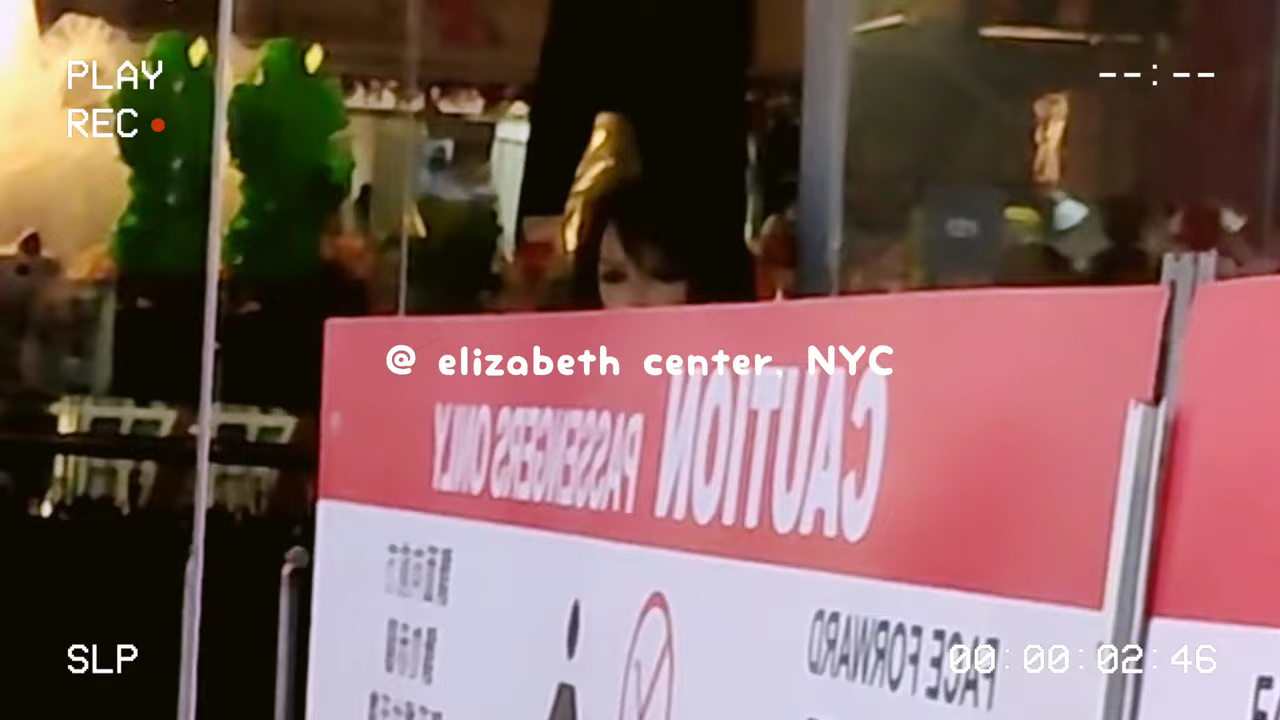 PLAY
--:--
REC
@ elizabeth center, NYC
CAUTION PASSENGERS ONLY
FACE FORWARD
SLP
00:00:02:46